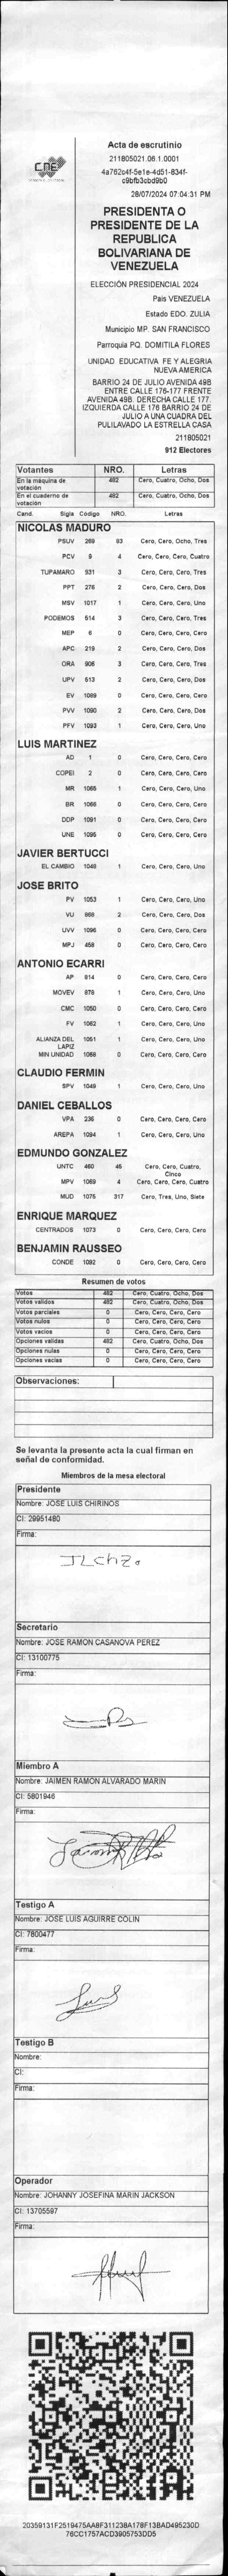 CNE
Acta de escrutinio
211805021.06.1.0001
4a762c4f-5e1e-4d51-834f-
c9bfb3cbd9b0
28/07/2024 07:04:31 PM
PRESIDENTA O
PRESIDENTE DE LA
REPUBLICA
BOLIVARIANA DE
VENEZUELA
ELECCIÓN PRESIDENCIAL 2024
Pais VENEZUELA
Estado EDO. ZULIA
Municipio MP. SAN FRANCISCO
Parroquia PQ. DOMITILA FLORES
UNIDAD EDUCATIVA FE Y ALEGRIA
NUEVA AMERICA
BARRIO 24 DE JULIO AVENIDA 49B
ENTRE CALLE 176-177 FRENTE
AVENIDA 49B. DERECHA CALLE 177.
IZQUIERDA CALLE 176 BARRIO 24 DE
JULIO A UNA CUADRA DEL
PULILAVADO LA ESTRELLA CASA
211805021
912 Electores
Votantes NRO. Letras
En la máquina de votación 482 Cero, Cuatro, Ocho, Dos
En el cuaderno de votación 482 Cero, Cuatro, Ocho, Dos
Cand. Sigla Código NRO. Letras
NICOLAS MADURO
PSUV 269 83 Cero, Cero, Ocho, Tres
PCV 9 4 Cero, Cero, Cero, Cuatro
TUPAMARO 931 3 Cero, Cero, Cero, Tres
PPT 276 2 Cero, Cero, Cero, Dos
MSV 1017 1 Cero, Cero, Cero, Uno
PODEMOS 514 3 Cero, Cero, Cero, Tres
MEP 6 0 Cero, Cero, Cero, Cero
APC 219 2 Cero, Cero, Cero, Dos
ORA 906 3 Cero, Cero, Cero, Tres
UPV 513 2 Cero, Cero, Cero, Dos
EV 1089 0 Cero, Cero, Cero, Cero
PVV 1090 2 Cero, Cero, Cero, Dos
PFV 1093 1 Cero, Cero, Cero, Uno
LUIS MARTINEZ
AD 1 0 Cero, Cero, Cero, Cero
COPEI 2 0 Cero, Cero, Cero, Cero
MR 1065 1 Cero, Cero, Cero, Uno
BR 1066 0 Cero, Cero, Cero, Cero
DDP 1091 0 Cero, Cero, Cero, Cero
UNE 1095 0 Cero, Cero, Cero, Cero
JAVIER BERTUCCI
EL CAMBIO 1048 1 Cero, Cero, Cero, Uno
JOSE BRITO
PV 1053 1 Cero, Cero, Cero, Uno
VU 868 2 Cero, Cero, Cero, Dos
UVV 1096 0 Cero, Cero, Cero, Cero
MPJ 458 0 Cero, Cero, Cero, Cero
ANTONIO ECARRI
AP 814 0 Cero, Cero, Cero, Cero
MOVEV 879 1 Cero, Cero, Cero, Uno
CMC 1050 0 Cero, Cero, Cero, Cero
FV 1062 1 Cero, Cero, Cero, Uno
ALIANZA DEL LAPIZ 1051 1 Cero, Cero, Cero, Uno
MIN UNIDAD 1068 0 Cero, Cero, Cero, Cero
CLAUDIO FERMIN
SPV 1049 1 Cero, Cero, Cero, Uno
DANIEL CEBALLOS
VPA 236 0 Cero, Cero, Cero, Cero
AREPA 1094 1 Cero, Cero, Cero, Uno
EDMUNDO GONZALEZ
UNTC 460 45 Cero, Cero, Cuatro, Cinco
MPV 1069 4 Cero, Cero, Cero, Cuatro
MUD 1075 317 Cero, Tres, Uno, Siete
ENRIQUE MARQUEZ
CENTRADOS 1073 0 Cero, Cero, Cero, Cero
BENJAMIN RAUSSEO
CONDE 1092 0 Cero, Cero, Cero, Cero
Resumen de votos
Votos 482 Cero, Cuatro, Ocho, Dos
Votos validos 482 Cero, Cuatro, Ocho, Dos
Votos parciales 0 Cero, Cero, Cero, Cero
Votos nulos 0 Cero, Cero, Cero, Cero
Votos vacios 0 Cero, Cero, Cero, Cero
Opciones validas 482 Cero, Cuatro, Ocho, Dos
Opciones nulas 0 Cero, Cero, Cero, Cero
Opciones vacias 0 Cero, Cero, Cero, Cero
Observaciones:
Se levanta la presente acta la cual firman en
señal de conformidad.
Miembros de la mesa electoral
Presidente
Nombre: JOSE LUIS CHIRINOS
CI: 29951480
Firma:
Secretario
Nombre: JOSE RAMON CASANOVA PEREZ
CI: 13100775
Firma:
Miembro A
Nombre: JAIMEN RAMON ALVARADO MARIN
CI: 5801946
Firma:
Testigo A
Nombre: JOSE LUIS AGUIRRE COLIN
CI: 7800477
Firma:
Testigo B
Nombre:
CI:
Firma:
Operador
Nombre: JOHANNY JOSEFINA MARIN JACKSON
CI: 13705597
Firma:
20359131F2519475AA8F311238A178F13BAD495230D
76CC1757ACD3905753DD5